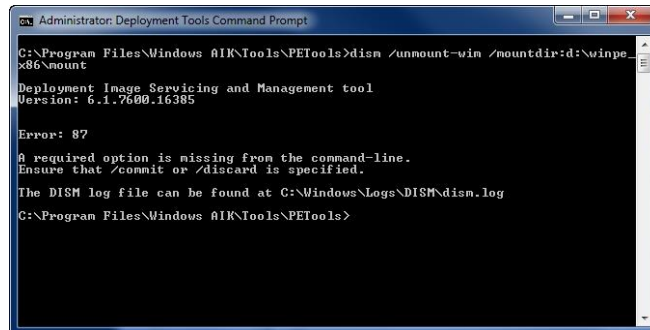 Administrator: Deployment Tools Command Prompt
C:\Program Files\Windows AIK\Tools\PETools>dism /unmount-wim /mountdir:d:\winpe_
x86\mount
Deployment Image Servicing and Management tool
Version: 6.1.7600.16385
Error: 87
A required option is missing from the command-line.
Ensure that /commit or /discard is specified.
The DISM log file can be found at C:\Windows\Logs\DISM\dism.log
C:\Program Files\Windows AIK\Tools\PETools>